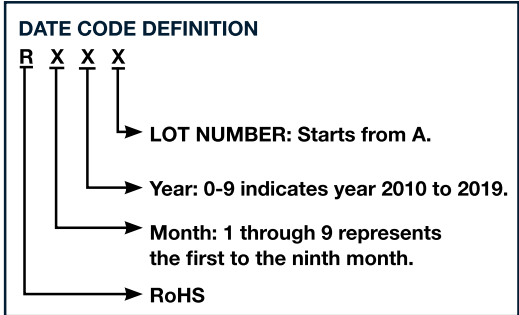 DATE CODE DEFINITION
R X X X
LOT NUMBER: Starts from A.
Year: 0-9 indicates year 2010 to 2019.
Month: 1 through 9 represents
the first to the ninth month.
RoHS